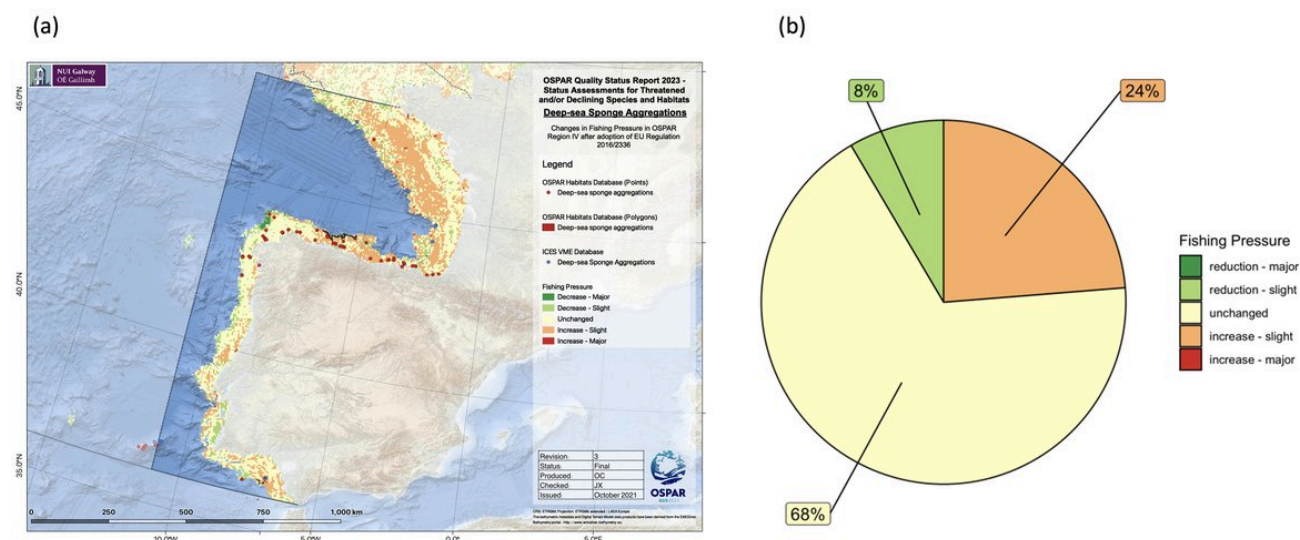 (a)
(b)
NUI Galway
OÉ Gaillimh
OSPAR Quality Status Report 2023 -
Status Assessments for Threatened
and/or Declining Species and Habitats
Deep-sea Sponge Aggregations
Changes in Fishing Pressure in OSPAR
Region IV after adoption of EU Regulation
2016/2336
Legend
OSPAR Habitats Database (Points)
Deep-sea sponge aggregations
OSPAR Habitats Database (Polygons)
Deep-sea sponge aggregations
ICES VME Database
Deep-sea Sponge Aggregations
Fishing Pressure
Decrease - Major
Decrease - Slight
Unchanged
Increase - Slight
Increase - Major
Revision: 3
Status: Final
Produced: OC
Checked: JX
Issued: October 2021
OSPAR
45.0°N
40.0°N
35.0°N
0 250 500 750 1,000 km
10.0°W
5.0°W
0.0°
5.0°E
8%
24%
68%
Fishing Pressure
reduction - major
reduction - slight
unchanged
increase - slight
increase - major